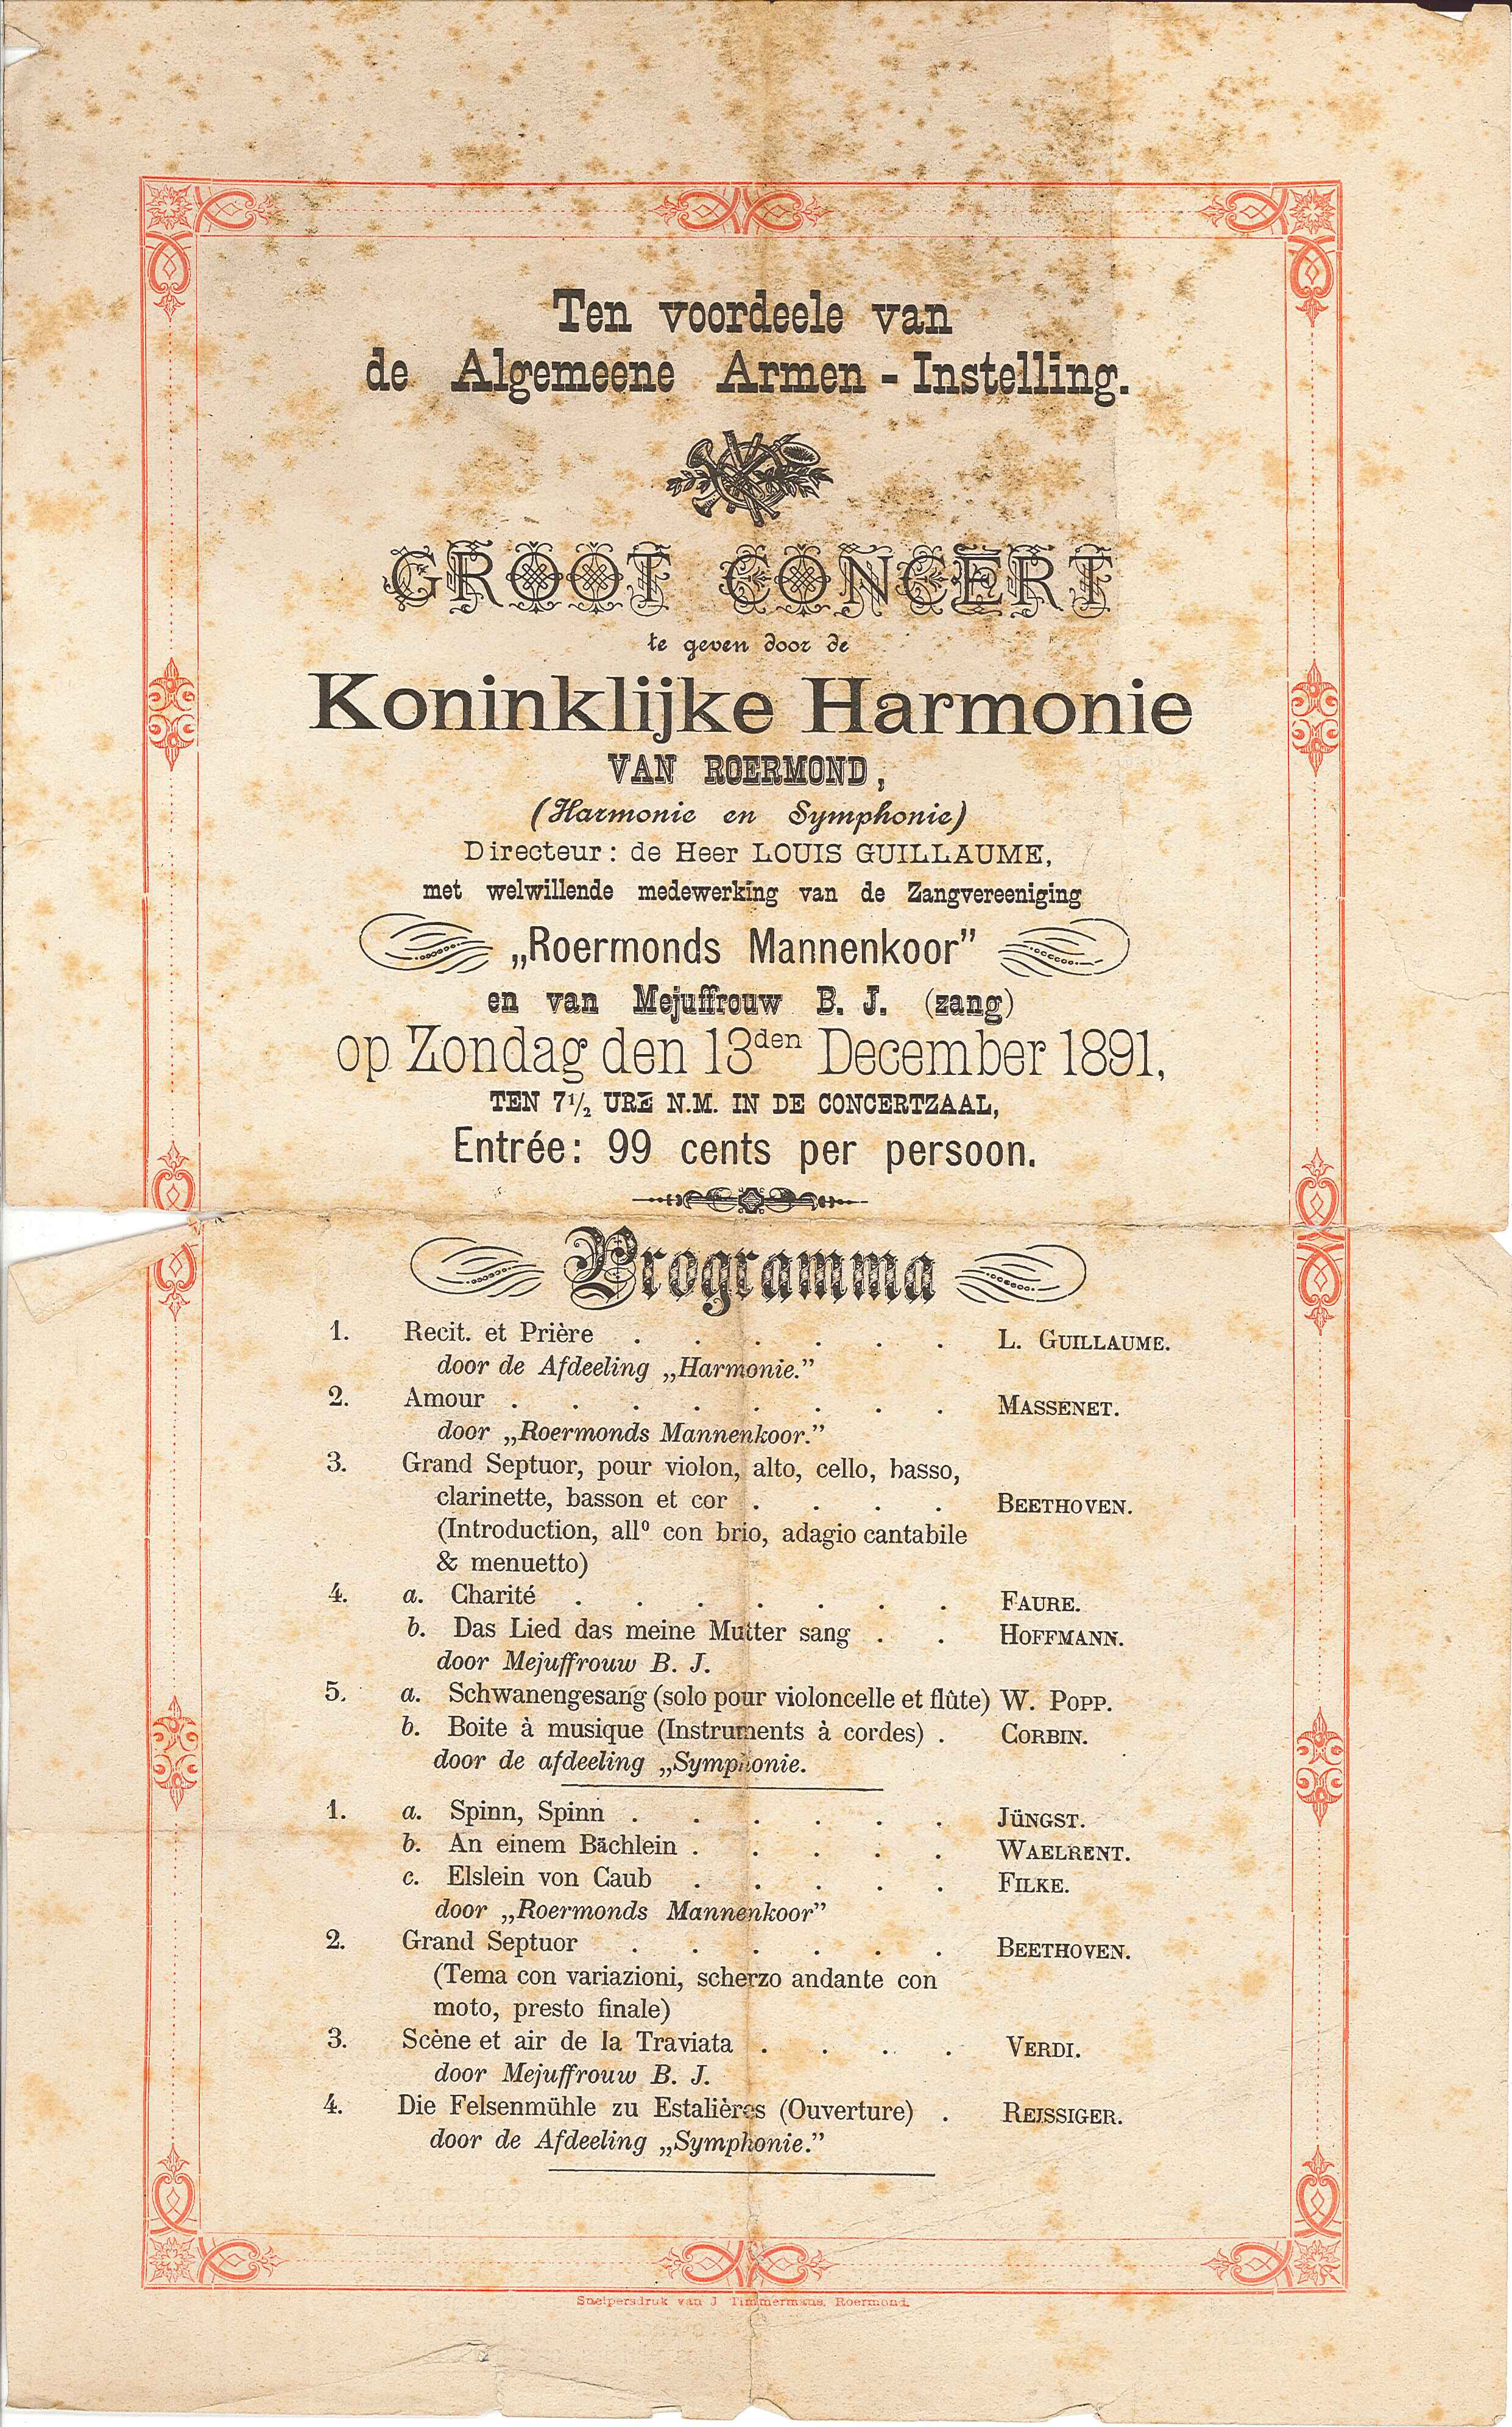 Ten voordeele van
de Algemeene Armen-Instelling.
GROOT CONCERT
te geven door de
Koninklijke Harmonie
VAN ROERMOND,
(Harmonie en Symphonie)
Directeur: de Heer LOUIS GUILLAUME,
met welwillende medewerking van de Zangvereeniging
„Roermonds Mannenkoor”
en van Mejuffrouw B. J. (zang)
op Zondag den 13den December 1891,
TEN 7½ URE N.M. IN DE CONCERTZAAL,
Entrée: 99 cents per persoon.
Programma
1. Recit. et Prière . . . . . . L. GUILLAUME.
door de Afdeeling „Harmonie.”
2. Amour . . . . . . . . MASSENET.
door „Roermonds Mannenkoor.”
3. Grand Septuor, pour violon, alto, cello, basso,
clarinette, basson et cor . . . . BEETHOVEN.
(Introduction, allo con brio, adagio cantabile
& menuetto)
4. a. Charité . . . . . . . FAURE.
b. Das Lied das meine Mutter sang . . HOFFMANN.
door Mejuffrouw B. J.
5. a. Schwanengesang (solo pour violoncelle et flûte) W. POPP.
b. Boite à musique (Instruments à cordes) . CORBIN.
door de afdeeling „Symphonie.
1. a. Spinn, Spinn . . . . . . JÜNGST.
b. An einem Bächlein . . . . . WAELRENT.
c. Elslein von Caub . . . . . FILKE.
door „Roermonds Mannenkoor”
2. Grand Septuor . . . . . . BEETHOVEN.
(Tema con variazioni, scherzo andante con
moto, presto finale)
3. Scène et air de la Traviata . . . . VERDI.
door Mejuffrouw B. J.
4. Die Felsenmühle zu Estalières (Ouverture) . REISSIGER.
door de Afdeeling „Symphonie.”
Snelpersdruk van J Timmermans, Roermond.